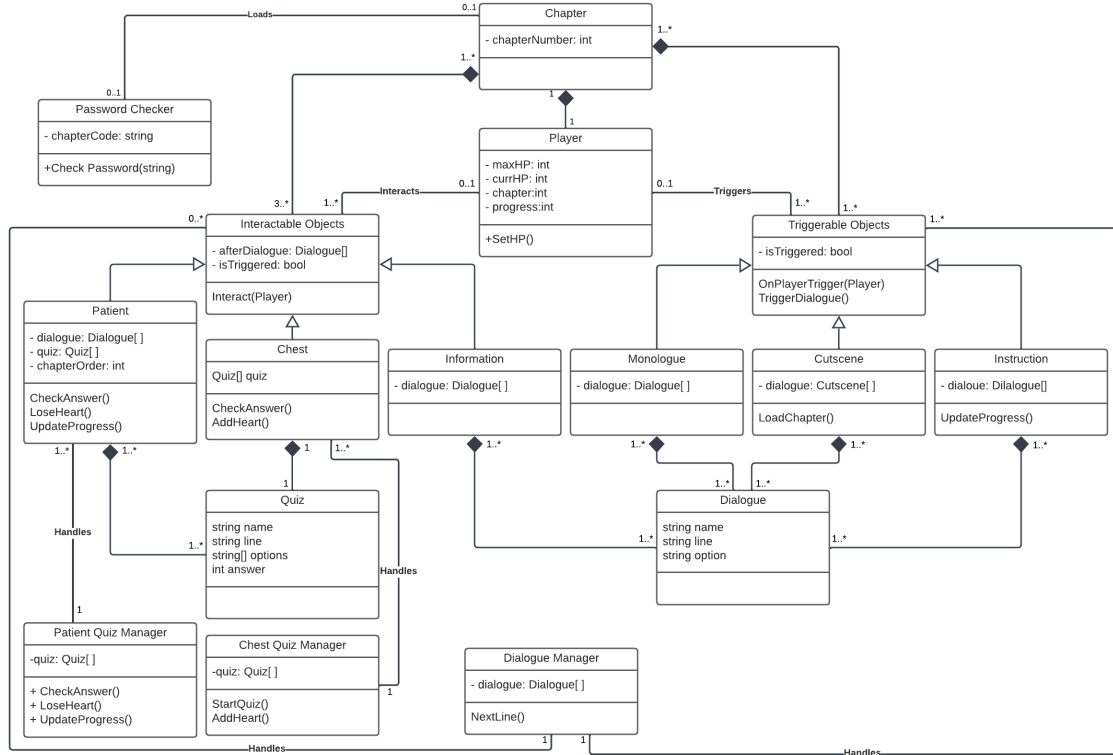 Loads
0..1
Chapter
- chapterNumber: int
1..*
1..*
1
0..1
Password Checker
- chapterCode: string
+Check Password(string)
1
Player
- maxHP: int
- currHP: int
- chapter:int
- progress:int
+SetHP()
Interacts
0..1
0..1
Triggers
3..*
1..*
1..*
1..*
0..*
1..*
Interactable Objects
- afterDialogue: Dialogue[]
- isTriggered: bool
Interact(Player)
Triggerable Objects
- isTriggered: bool
OnPlayerTrigger(Player)
TriggerDialogue()
Patient
- dialogue: Dialogue[ ]
- quiz: Quiz[ ]
- chapterOrder: int
CheckAnswer()
LoseHeart()
UpdateProgress()
Chest
Quiz[] quiz
CheckAnswer()
AddHeart()
Information
- dialogue: Dialogue[ ]
Monologue
- dialogue: Dialogue[ ]
Cutscene
- dialogue: Cutscene[ ]
LoadChapter()
Instruction
- dialoue: Dilalogue[]
UpdateProgress()
1..*
1..*
1
1..*
1..*
1..*
1..*
1..*
1
1..*
1..*
Quiz
string name
string line
string[] options
int answer
Dialogue
string name
string line
string option
Handles
1..*
1..*
1..*
Handles
1
Patient Quiz Manager
-quiz: Quiz[ ]
+ CheckAnswer()
+ LoseHeart()
+ UpdateProgress()
Chest Quiz Manager
-quiz: Quiz[ ]
StartQuiz()
AddHeart()
1
Dialogue Manager
- dialogue: Dialogue[ ]
NextLine()
1
1
Handles
Handles